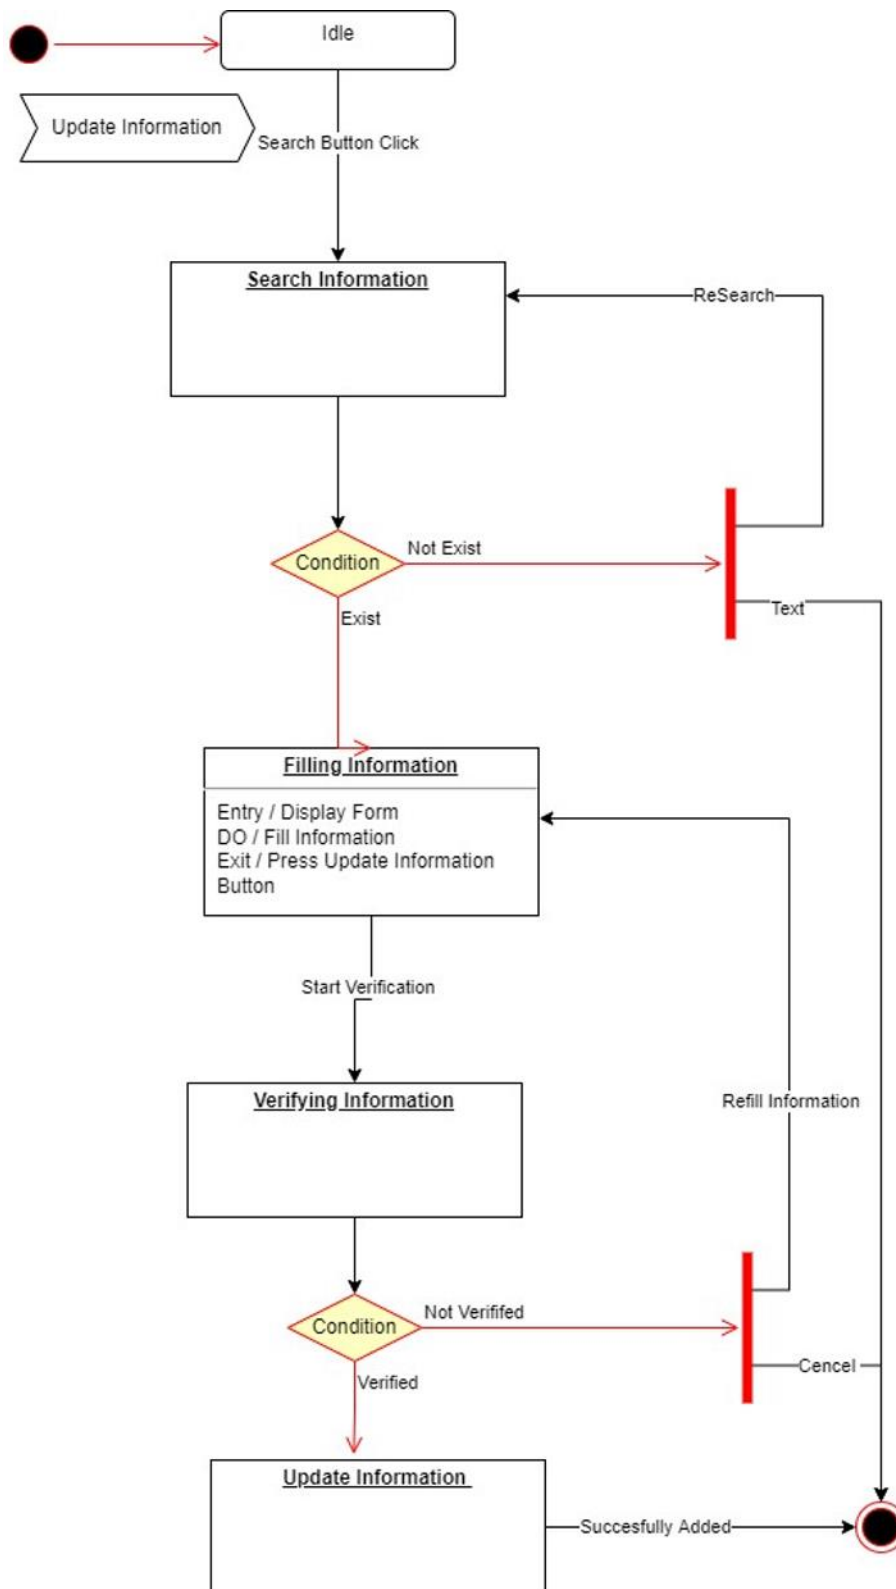 Idle
Update Information
Search Button Click
Search Information
ReSearch
Condition
Not Exist
Exist
Text
Filling Information
Entry / Display Form
DO / Fill Information
Exit / Press Update Information
Button
Start Verification
Verifying Information
Refill Information
Condition
Not Verififed
Verified
Cencel
Update Information
Succesfully Added